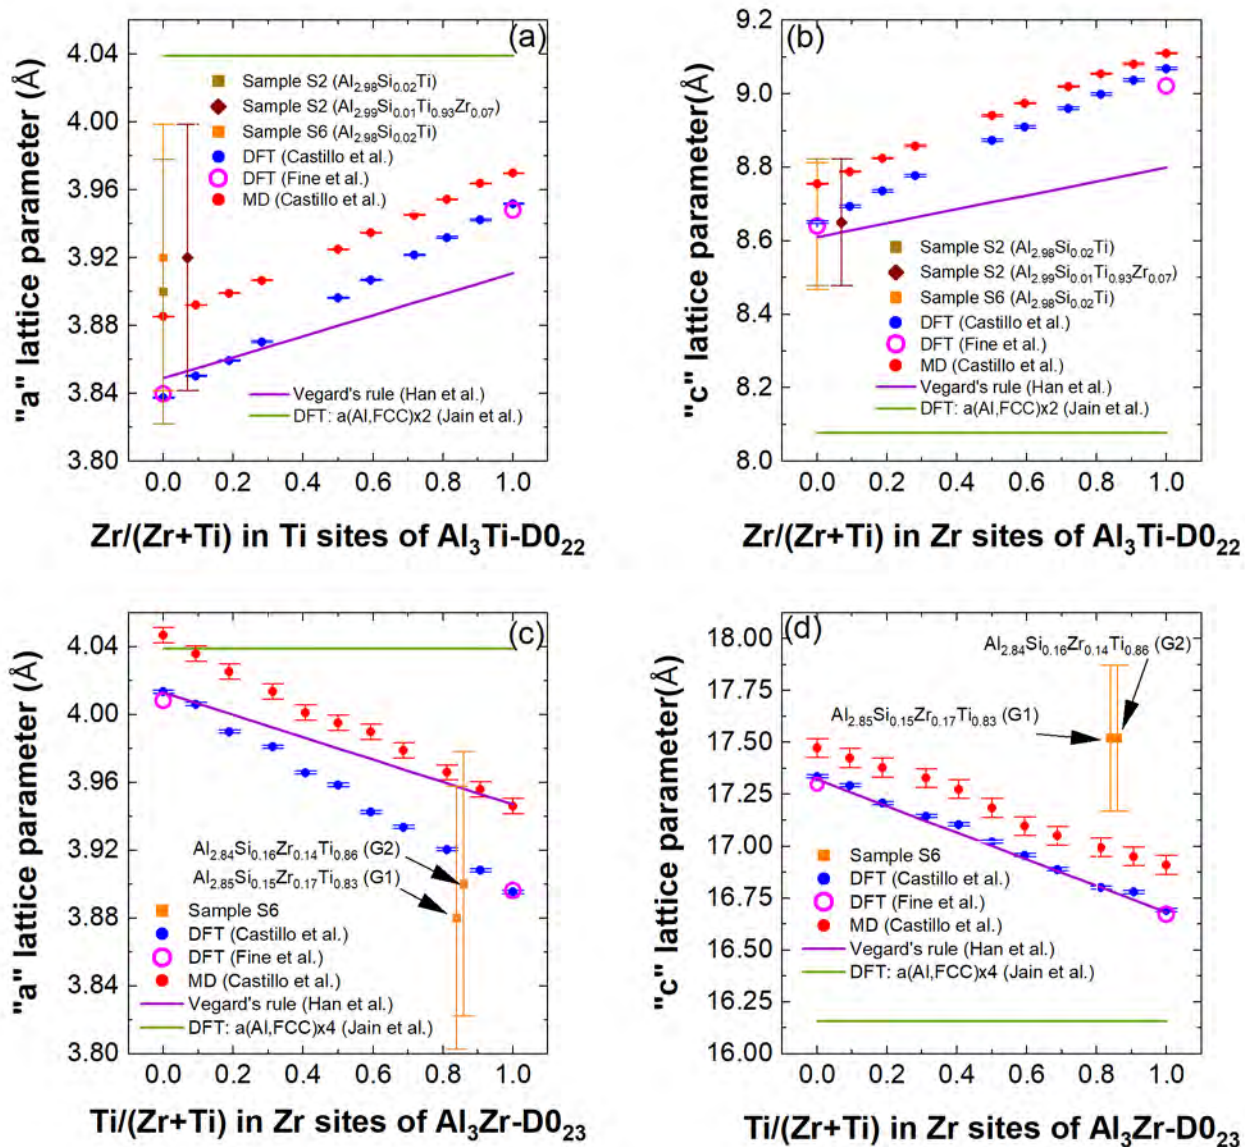 (a)
4.04
4.00
3.96
3.92
3.88
3.84
3.80
"a" lattice parameter (Å)
Sample S2 (Al2.98Si0.02Ti)
Sample S2 (Al2.99Si0.01Ti0.93Zr0.07)
Sample S6 (Al2.98Si0.02Ti)
DFT (Castillo et al.)
DFT (Fine et al.)
MD (Castillo et al.)
Vegard's rule (Han et al.)
DFT: a(Al,FCC)x2 (Jain et al.)
0.0 0.2 0.4 0.6 0.8 1.0
Zr/(Zr+Ti) in Ti sites of Al3Ti-D022
(b)
9.2
9.0
8.8
8.6
8.4
8.2
8.0
"c" lattice parameter(Å)
Sample S2 (Al2.98Si0.02Ti)
Sample S2 (Al2.99Si0.01Ti0.93Zr0.07)
Sample S6 (Al2.98Si0.02Ti)
DFT (Castillo et al.)
DFT (Fine et al.)
MD (Castillo et al.)
Vegard's rule (Han et al.)
DFT: a(Al,FCC)x2 (Jain et al.)
0.0 0.2 0.4 0.6 0.8 1.0
Zr/(Zr+Ti) in Zr sites of Al3Ti-D022
(c)
4.04
4.00
3.96
3.92
3.88
3.84
3.80
"a" lattice parameter (Å)
Al2.84Si0.16Zr0.14Ti0.86 (G2)
Al2.85Si0.15Zr0.17Ti0.83 (G1)
Sample S6
DFT (Castillo et al.)
DFT (Fine et al.)
MD (Castillo et al.)
Vegard's rule (Han et al.)
DFT: a(Al,FCC)x4 (Jain et al.)
0.0 0.2 0.4 0.6 0.8 1.0
Ti/(Zr+Ti) in Zr sites of Al3Zr-D023
(d)
18.00
17.75
17.50
17.25
17.00
16.75
16.50
16.25
16.00
"c" lattice parameter(Å)
Al2.84Si0.16Zr0.14Ti0.86 (G2)
Al2.85Si0.15Zr0.17Ti0.83 (G1)
Sample S6
DFT (Castillo et al.)
DFT (Fine et al.)
MD (Castillo et al.)
Vegard's rule (Han et al.)
DFT: a(Al,FCC)x4 (Jain et al.)
0.0 0.2 0.4 0.6 0.8 1.0
Ti/(Zr+Ti) in Zr sites of Al3Zr-D023